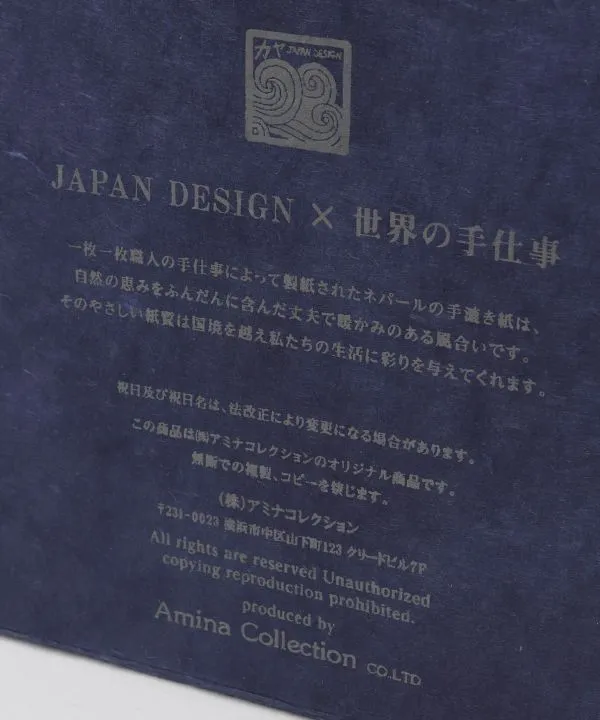 カヤ JAPAN DESIGN
JAPAN DESIGN × 世界の手仕事
一枚一枚職人の手仕事によって製紙されたネパールの手漉き紙は、
自然の恵みをふんだんに含んだ丈夫で暖かみのある風合いです。
そのやさしい紙質は国境を越え私たちの生活に彩りを与えてくれます。
祝日及び祝日名は、法改正により変更になる場合があります。
この商品は㈱アミナコレクションのオリジナル商品です。
無断での複製、コピーを禁じます。
(株)アミナコレクション
〒231-0023 横浜市中区山下町123 クリードビル7F
All rights are reserved Unauthorized
copying reproduction prohibited.
produced by
Amina Collection CO.,LTD